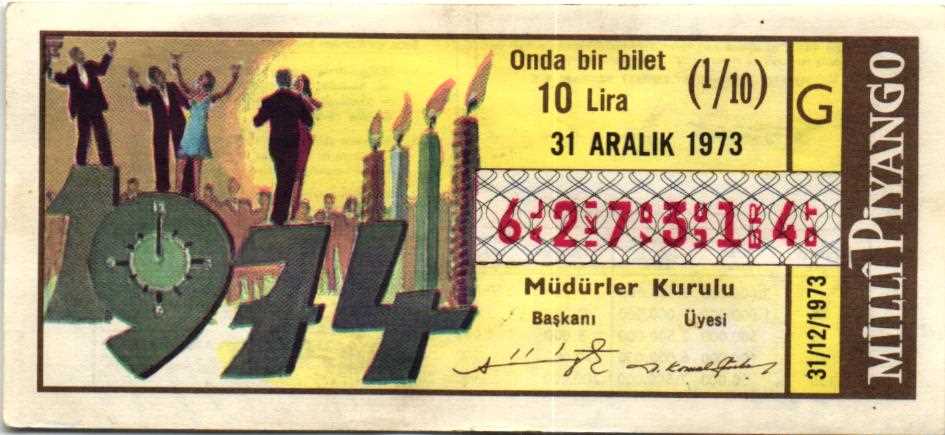 1974
Onda bir bilet
10 Lira
(1/10)
31 ARALIK 1973
G
6 2 7 3 1 4
Müdürler Kurulu
Başkanı Üyesi
31/12/1973
MİLLÎ PİYANGO